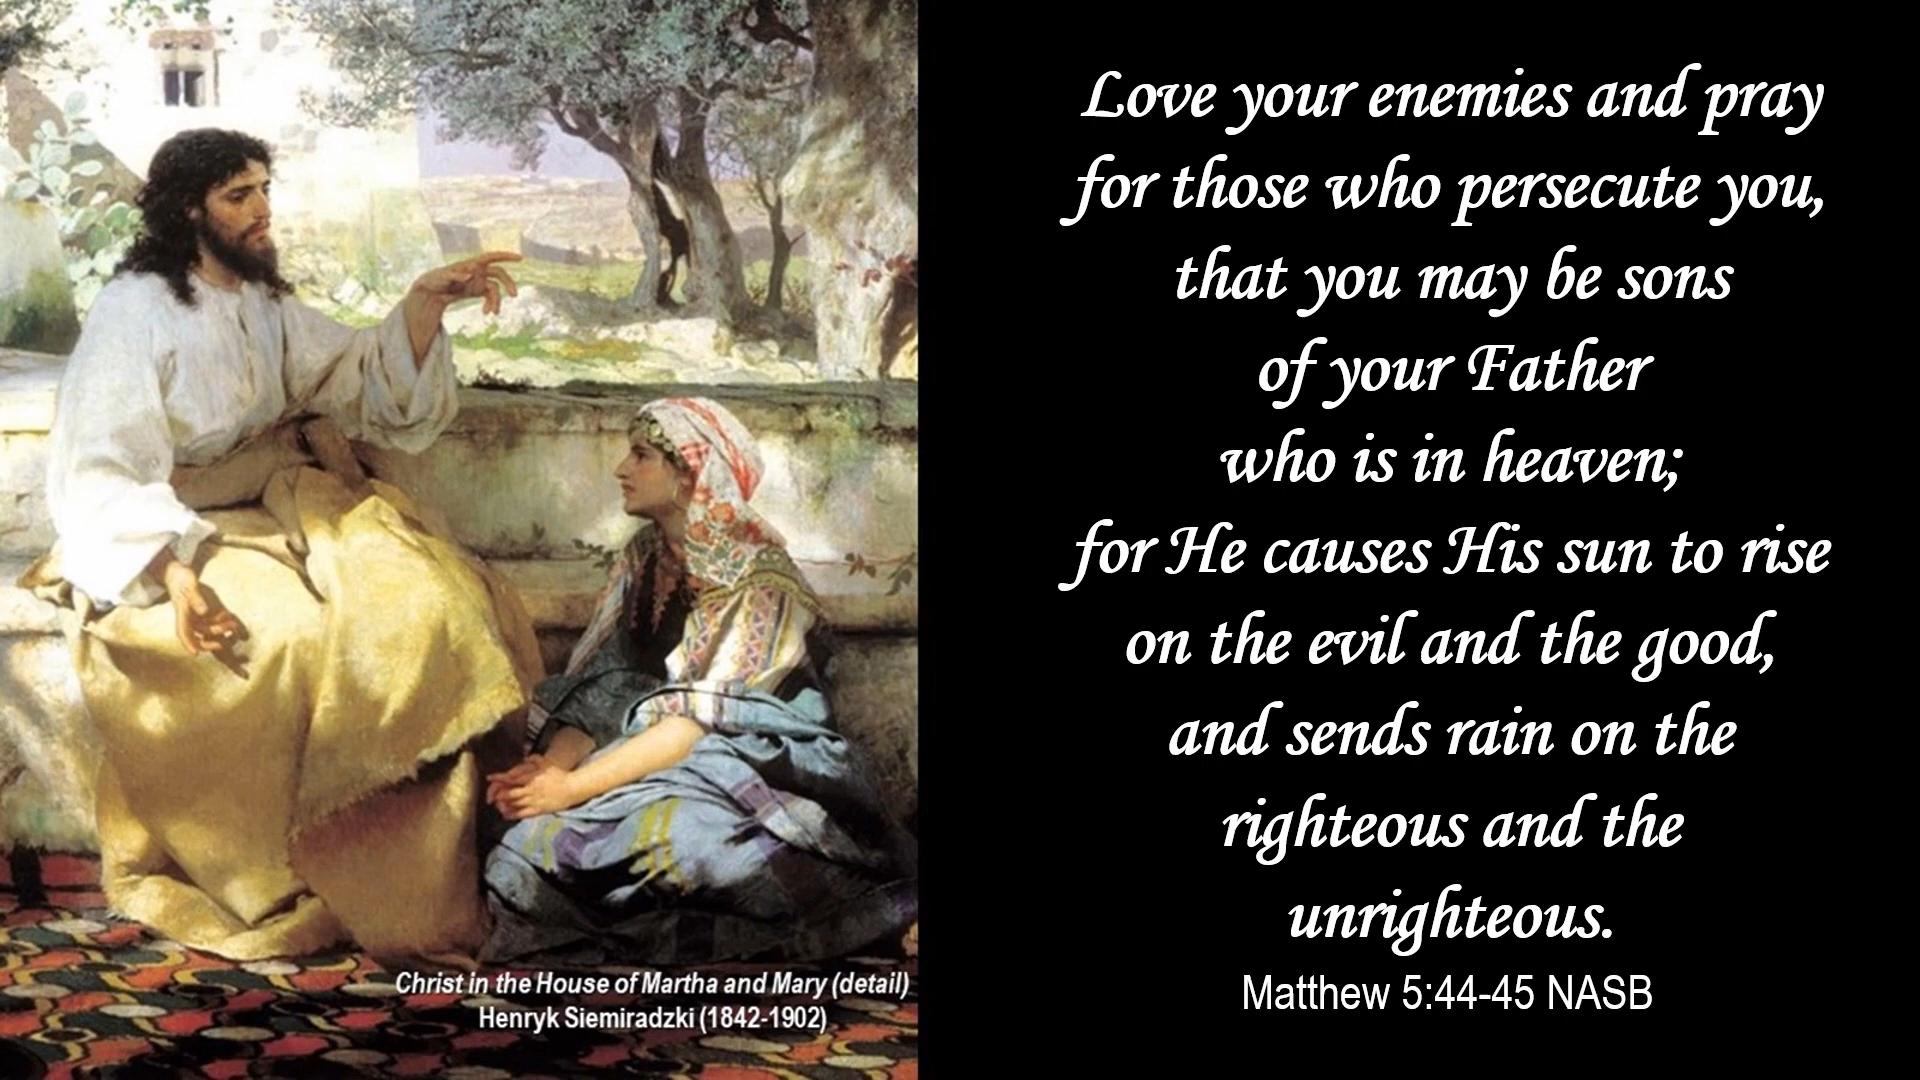 Love your enemies and pray
for those who persecute you,
that you may be sons
of your Father
who is in heaven;
for He causes His sun to rise
on the evil and the good,
and sends rain on the
righteous and the
unrighteous.
Matthew 5:44-45 NASB
Christ in the House of Martha and Mary (detail)
Henryk Siemiradzki (1842-1902)